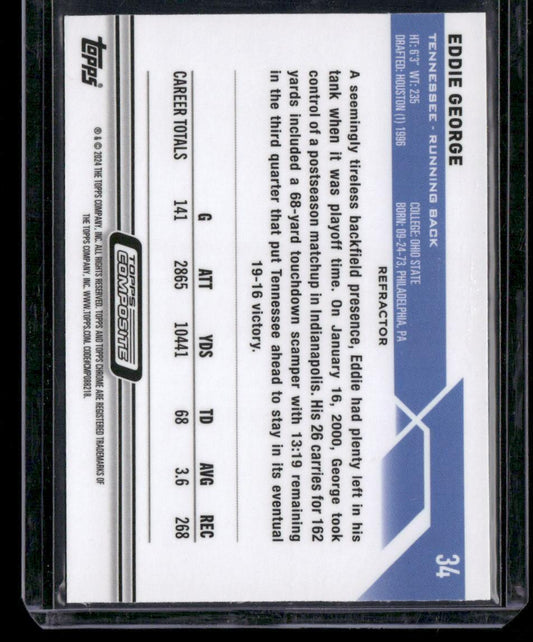 EDDIE GEORGE
34
TENNESSEE - RUNNING BACK
HT: 6'3" WT: 235
COLLEGE: OHIO STATE
DRAFTED: HOUSTON (1) 1996
BORN: 09-24-73, PHILADELPHIA, PA
REFRACTOR
A seemingly tireless backfield presence, Eddie had plenty left in his
tank when it was playoff time. On January 16, 2000, George took
control of a postseason matchup in Indianapolis. His 26 carries for 162
yards included a 68-yard touchdown scamper with 13:19 remaining
in the third quarter that put Tennessee ahead to stay in its eventual
19-16 victory.
G ATT YDS TD AVG REC
CAREER TOTALS 141 2865 10441 68 3.6 268
TOPPS
COMPOSITE
topps®
® & © 2024 THE TOPPS COMPANY, INC. ALL RIGHTS RESERVED. TOPPS AND TOPPS CHROME ARE REGISTERED TRADEMARKS OF
THE TOPPS COMPANY, INC. WWW.TOPPS.COM. CODE#CMP089218.